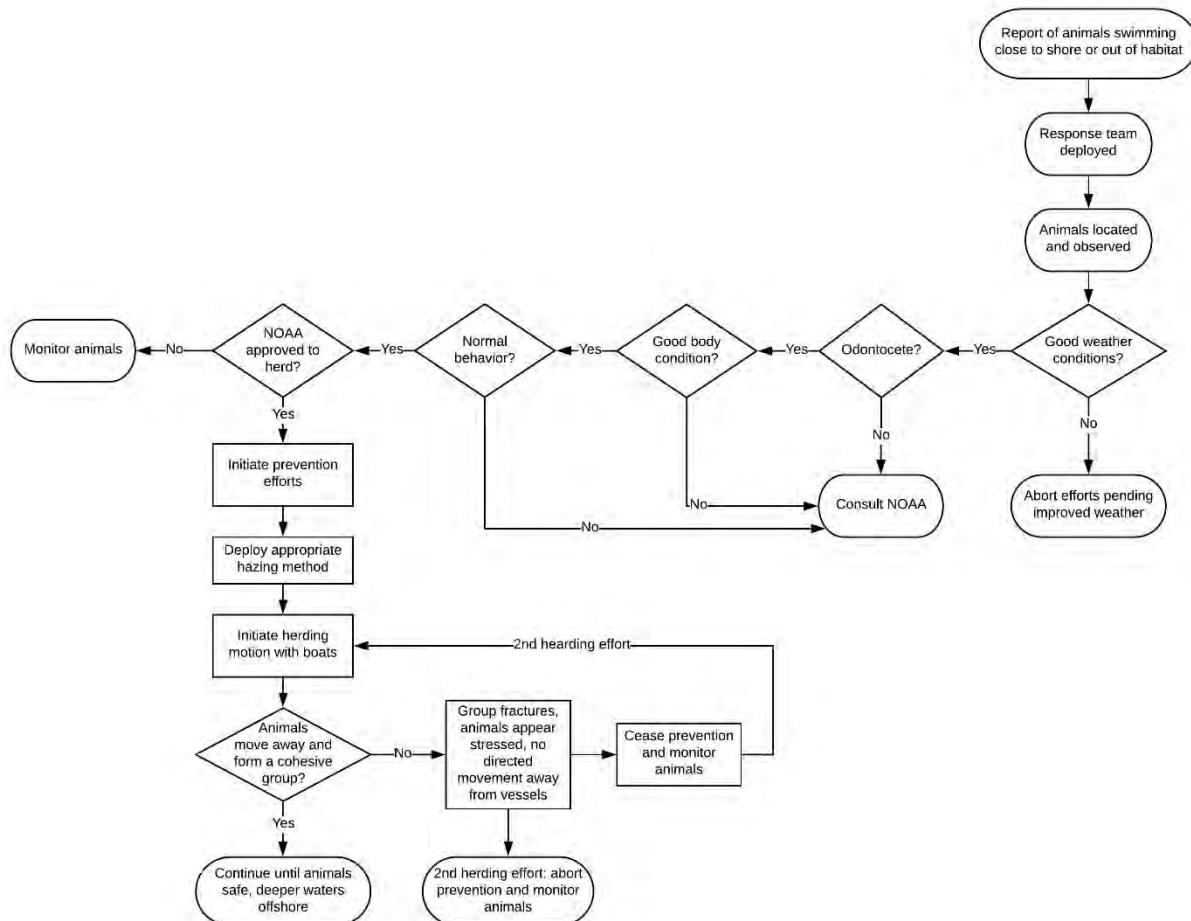 Report of animals swimming
close to shore or out of habitat
Response team
deployed
Animals located
and observed
Good weather
conditions?
Yes
No
Abort efforts pending
improved weather
Odontocete?
Yes
No
Consult NOAA
Good body
condition?
Yes
No
Normal
behavior?
Yes
No
NOAA
approved to
herd?
No
Monitor animals
Yes
Initiate prevention
efforts
Deploy appropriate
hazing method
Initiate herding
motion with boats
2nd hearding effort
Animals
move away and
form a cohesive
group?
No
Group fractures,
animals appear
stressed, no
directed
movement away
from vessels
Cease prevention
and monitor
animals
Yes
Continue until animals
safe, deeper waters
offshore
2nd herding effort: abort
prevention and monitor
animals